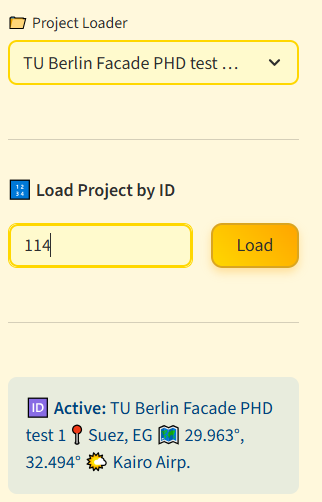 Project Loader
TU Berlin Facade PHD test ...
Load Project by ID
114
Load
Active: TU Berlin Facade PHD
test 1 Suez, EG 29.963°,
32.494° Kairo Airp.